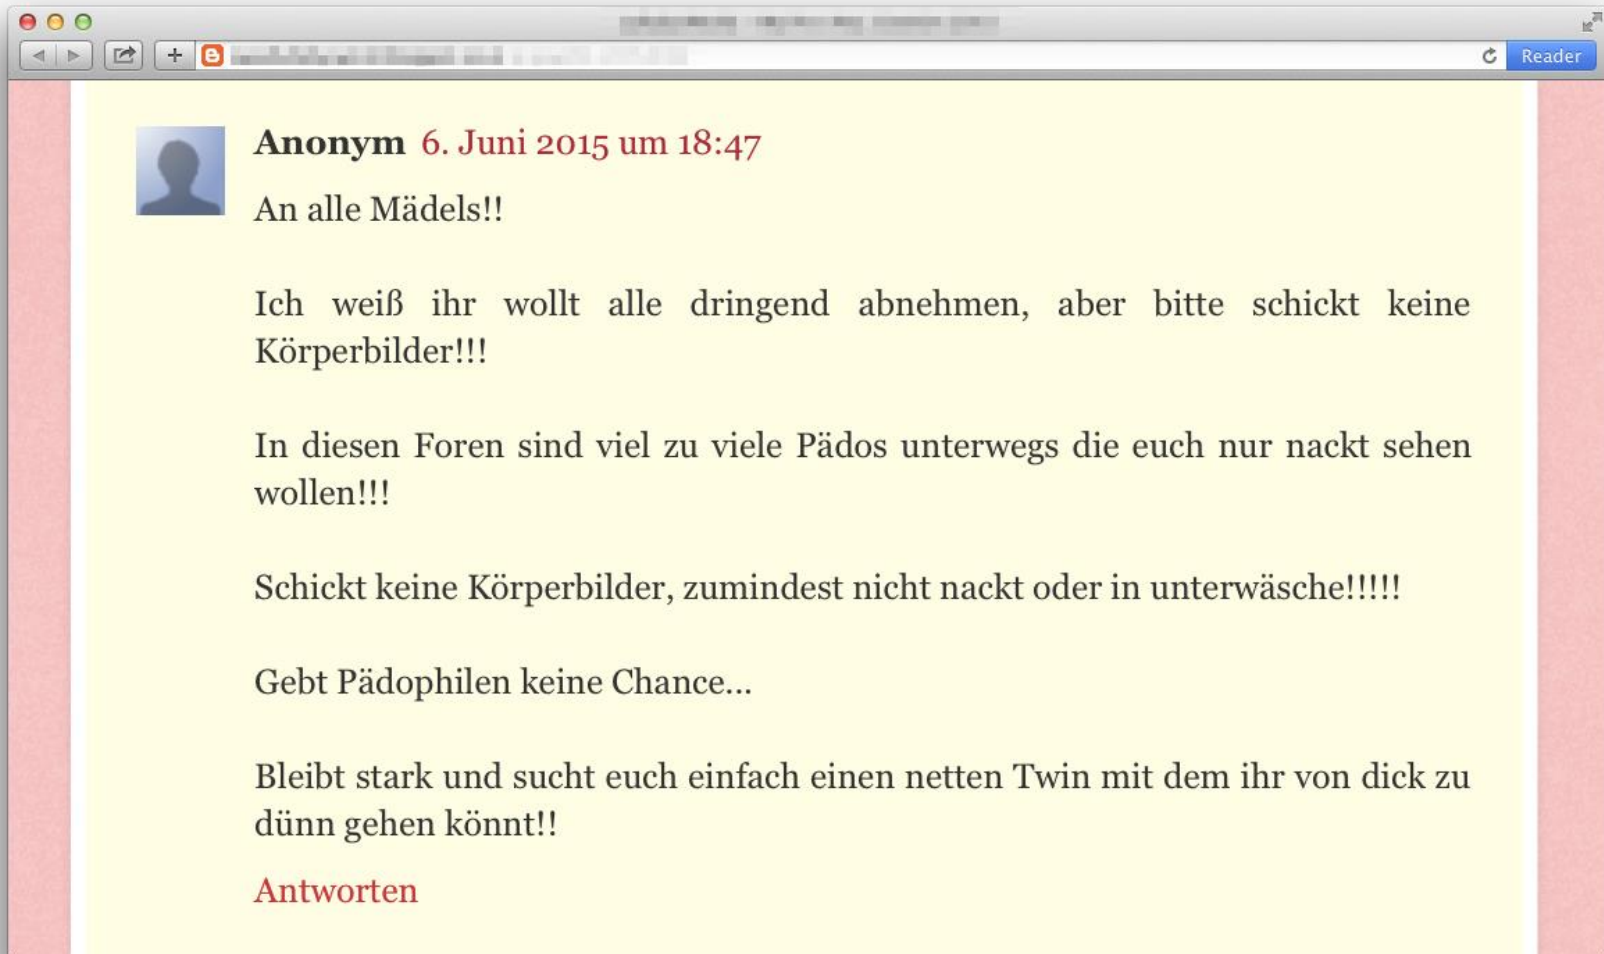 Reader
Anonym 6. Juni 2015 um 18:47
An alle Mädels!!
Ich weiß ihr wollt alle dringend abnehmen, aber bitte schickt keine
Körperbilder!!!
In diesen Foren sind viel zu viele Pädos unterwegs die euch nur nackt sehen
wollen!!!
Schickt keine Körperbilder, zumindest nicht nackt oder in unterwäsche!!!!!
Gebt Pädophilen keine Chance...
Bleibt stark und sucht euch einfach einen netten Twin mit dem ihr von dick zu
dünn gehen könnt!!
Antworten